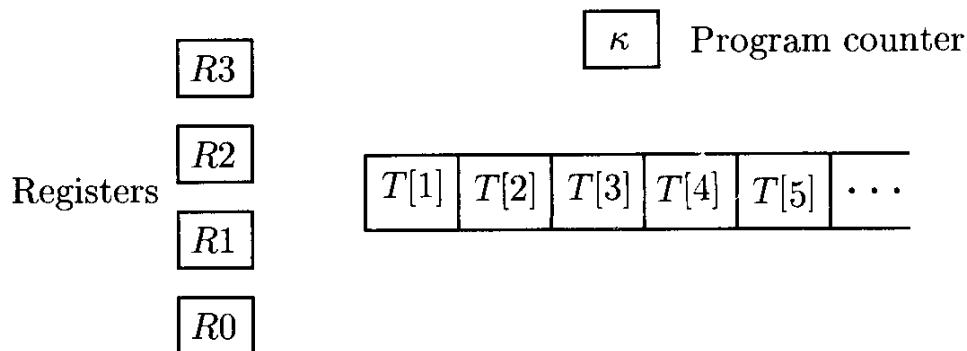 κ Program counter
R3
R2
Registers
T[1] T[2] T[3] T[4] T[5] ···
R1
R0